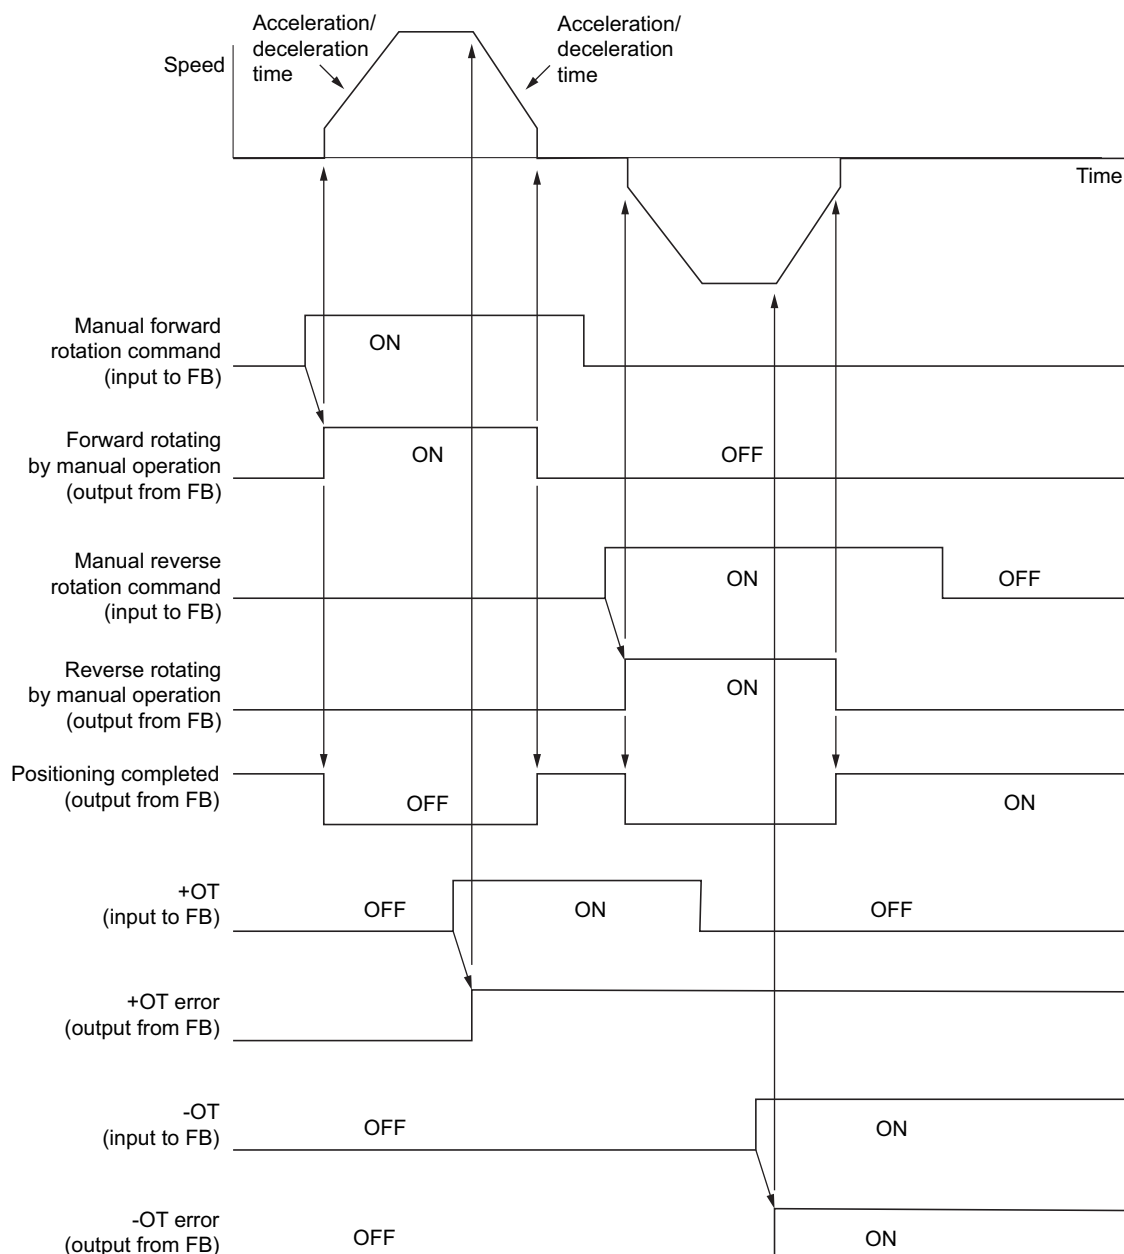 Acceleration/
deceleration
time
Acceleration/
deceleration
time
Speed
Time
Manual forward
rotation command
(input to FB)
ON
Forward rotating
by manual operation
(output from FB)
ON
OFF
Manual reverse
rotation command
(input to FB)
ON
OFF
Reverse rotating
by manual operation
(output from FB)
ON
Positioning completed
(output from FB)
OFF
ON
+OT
(input to FB)
OFF
ON
OFF
+OT error
(output from FB)
-OT
(input to FB)
OFF
ON
-OT error
(output from FB)
OFF
ON